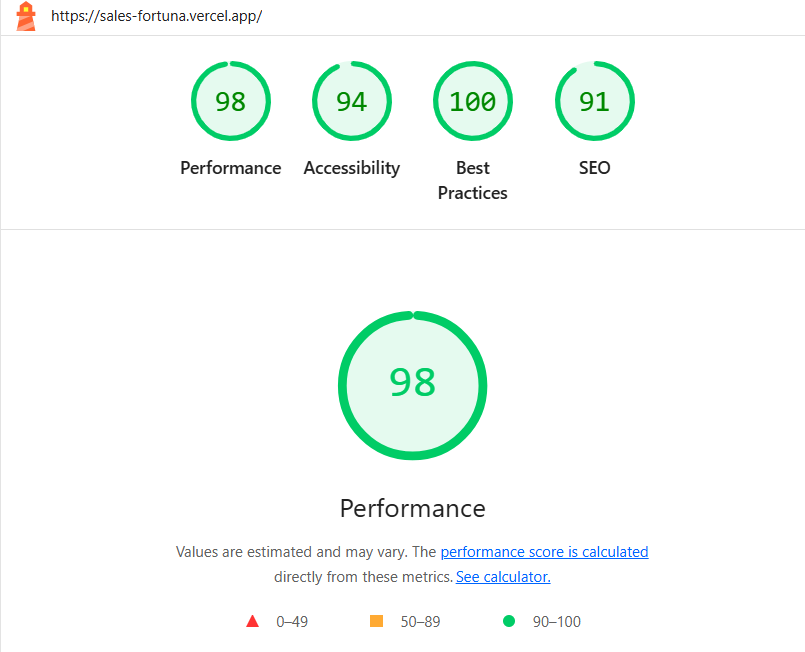 https://sales-fortuna.vercel.app/
98 94 100 91
Performance Accessibility Best Practices SEO
98
Performance
Values are estimated and may vary. The performance score is calculated
directly from these metrics. See calculator.
0–49 50–89 90–100